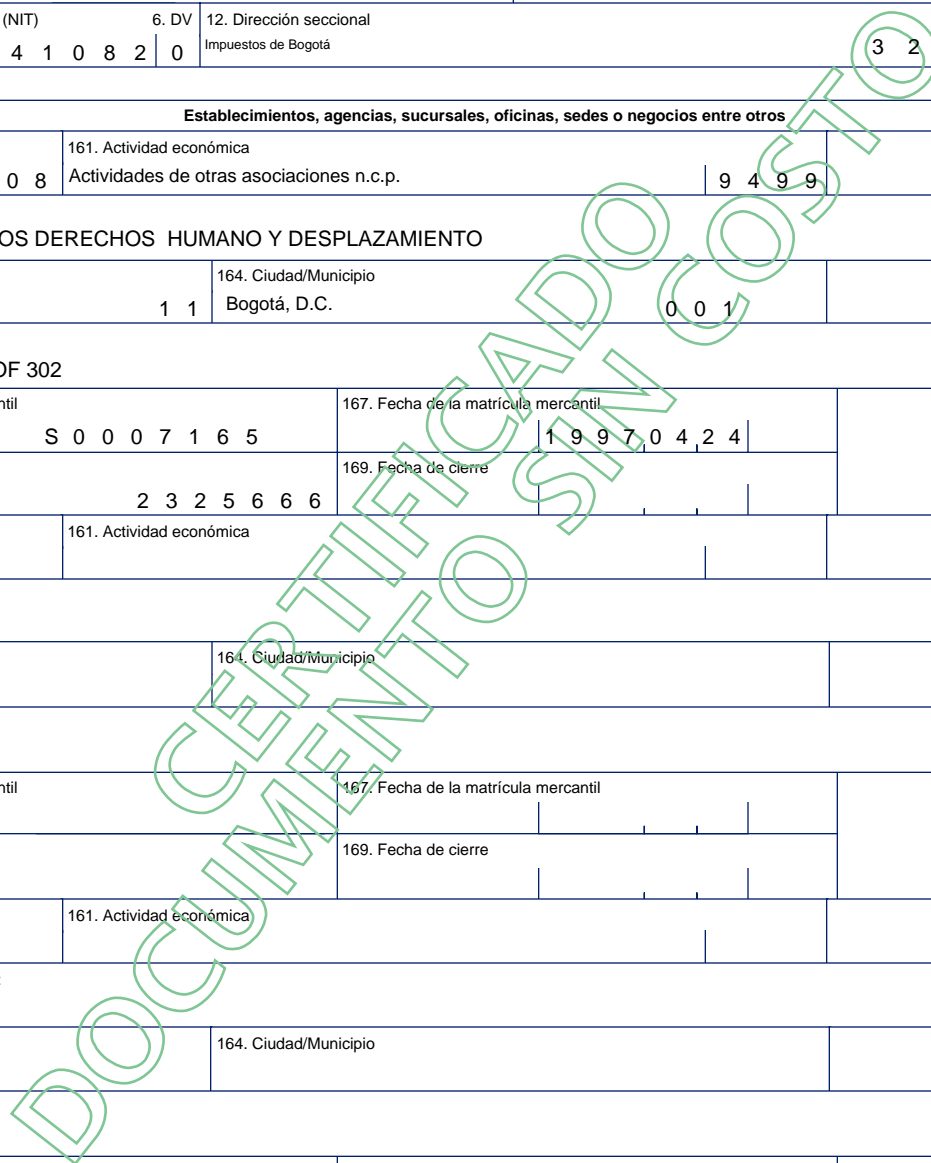 (NIT) 6. DV 12. Dirección seccional
4 1 0 8 2 0 Impuestos de Bogotá 3 2
Establecimientos, agencias, sucursales, oficinas, sedes o negocios entre otros
161. Actividad económica
0 8 Actividades de otras asociaciones n.c.p. 9 4 9 9
OS DERECHOS HUMANO Y DESPLAZAMIENTO
164. Ciudad/Municipio
1 1 Bogotá, D.C. 0 0 1
OF 302
ntil 167. Fecha de la matrícula mercantil
S 0 0 0 7 1 6 5 1 9 9 7 0 4 2 4
169. Fecha de cierre
2 3 2 5 6 6 6
161. Actividad económica
164. Ciudad/Municipio
ntil 167. Fecha de la matrícula mercantil
169. Fecha de cierre
161. Actividad económica
164. Ciudad/Municipio
CERTIFICADO
DOCUMENTO SIN COSTO